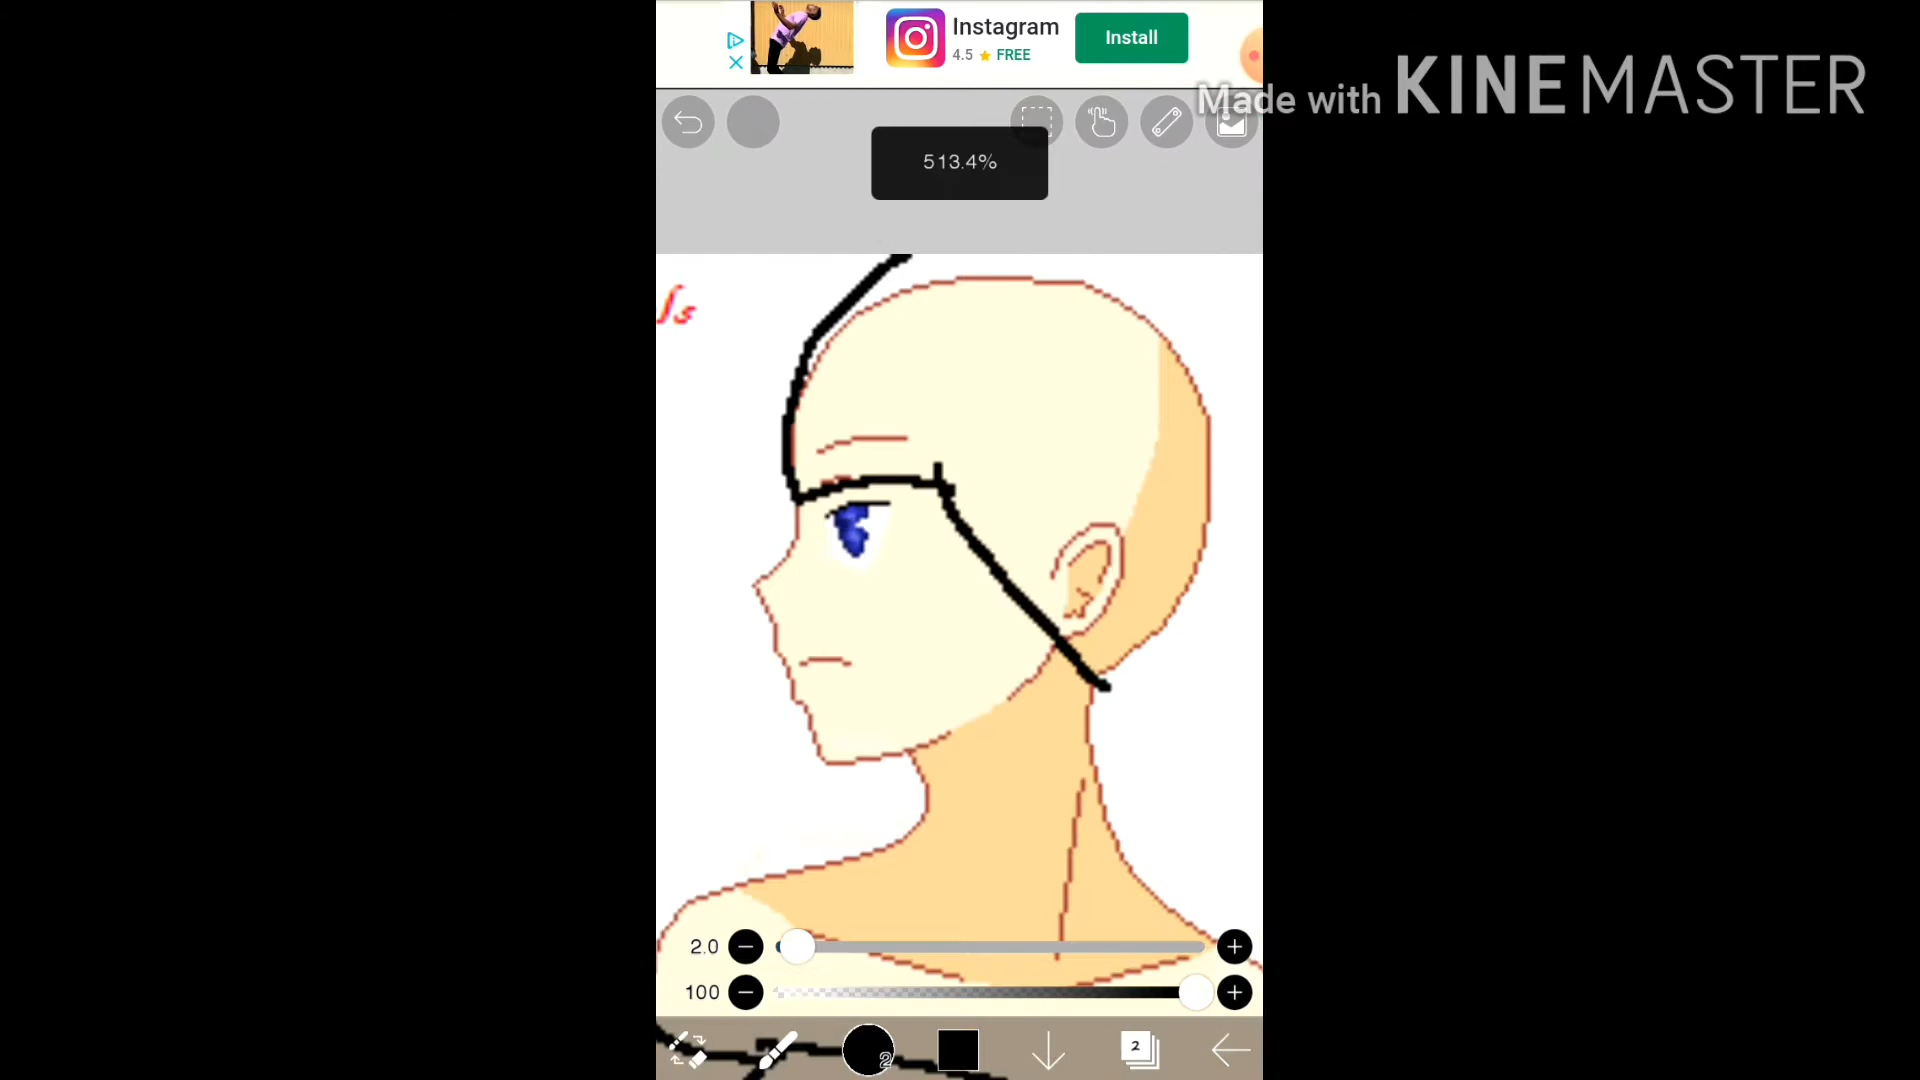 Instagram
4.5 ★ FREE
Install
Made with KINEMASTER
513.4%
2.0
100
2
2